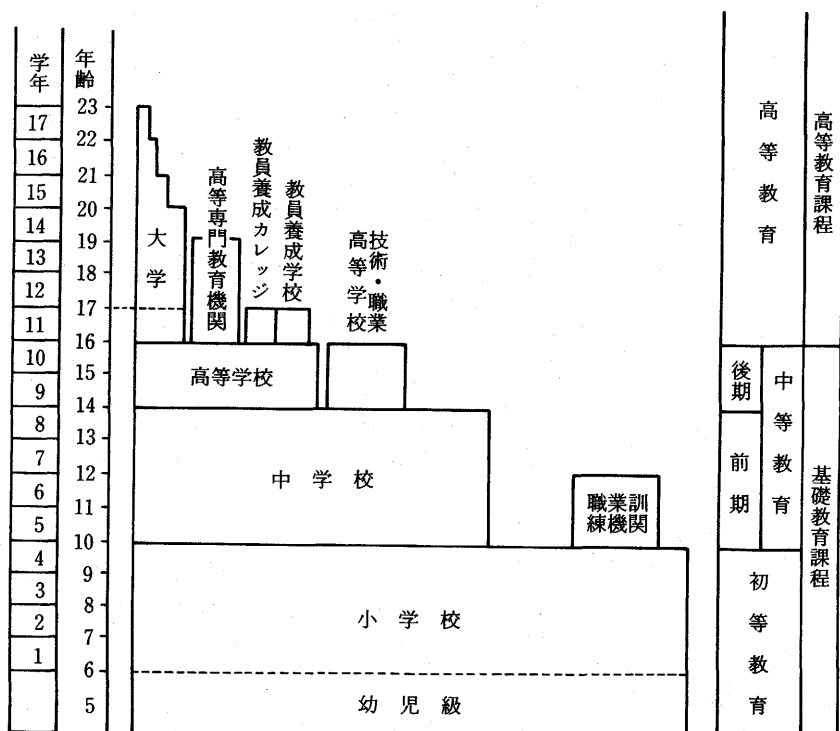 学年
17
16
15
14
13
12
11
10
9
8
7
6
5
4
3
2
1
年齢
23
22
21
20
19
18
17
16
15
14
13
12
11
10
9
8
7
6
5
大学
高等専門教育機関
教員養成カレッジ
教員養成学校
技術・職業
高等学校
高等学校
中学校
職業訓
練機関
小学校
幼児級
高等教育
後期
前期
中等教育
初等教育
高等教育課程
基礎教育課程